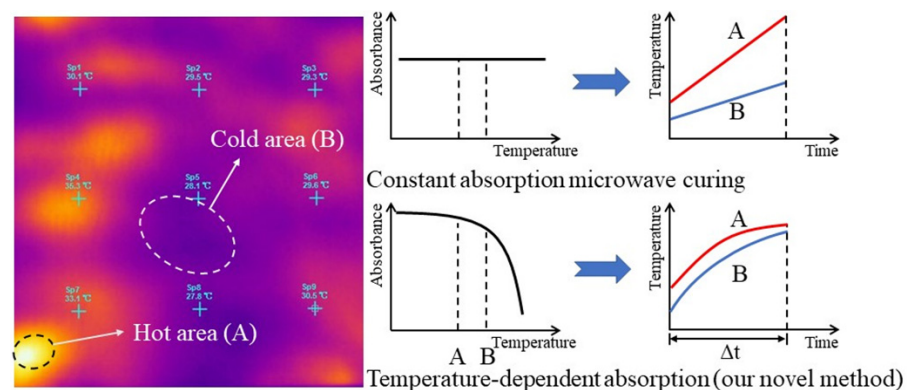 Sp1
30.1 ℃
Sp2
29.5 ℃
Sp3
29.3 ℃
Cold area (B)
Sp4
35.3 ℃
Sp5
28.1 ℃
Sp6
29.6 ℃
Sp7
33.1 ℃
Sp8
27.8 ℃
Sp9
30.5 ℃
Hot area (A)
Absorbance
Temperature
Temperature
A
B
Time
Constant absorption microwave curing
Absorbance
A
B
Temperature
Temperature
A
B
Time
Δt
Temperature-dependent absorption (our novel method)